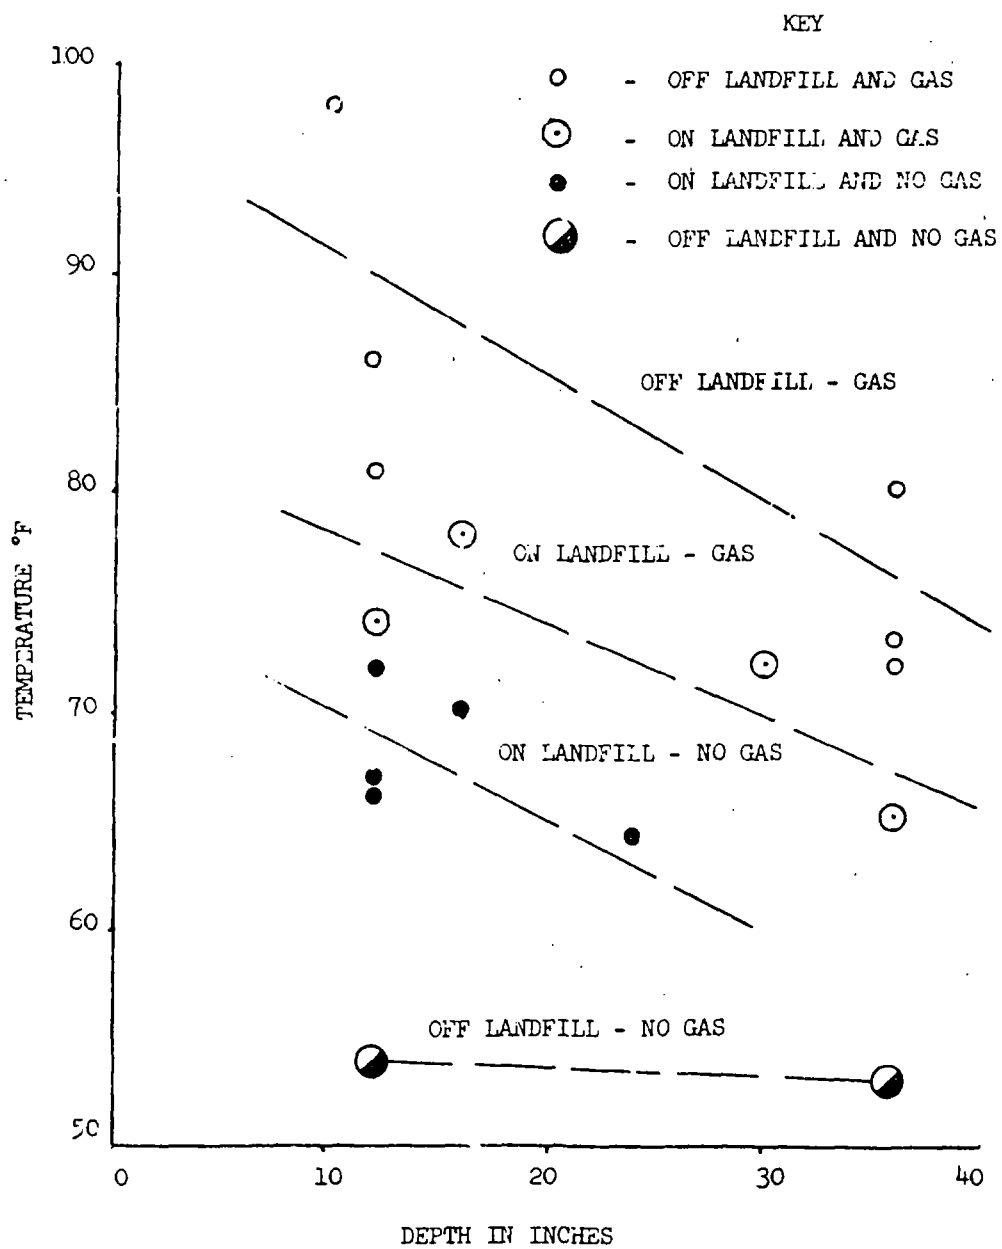 KEY
- OFF LANDFILL AND GAS
- ON LANDFILL AND GAS
- ON LANDFILL AND NO GAS
- OFF LANDFILL AND NO GAS
100
90
80
70
60
50
TEMPERATURE °F
OFF LANDFILL - GAS
ON LANDFILL - GAS
ON LANDFILL - NO GAS
OFF LANDFILL - NO GAS
0 10 20 30 40
DEPTH IN INCHES